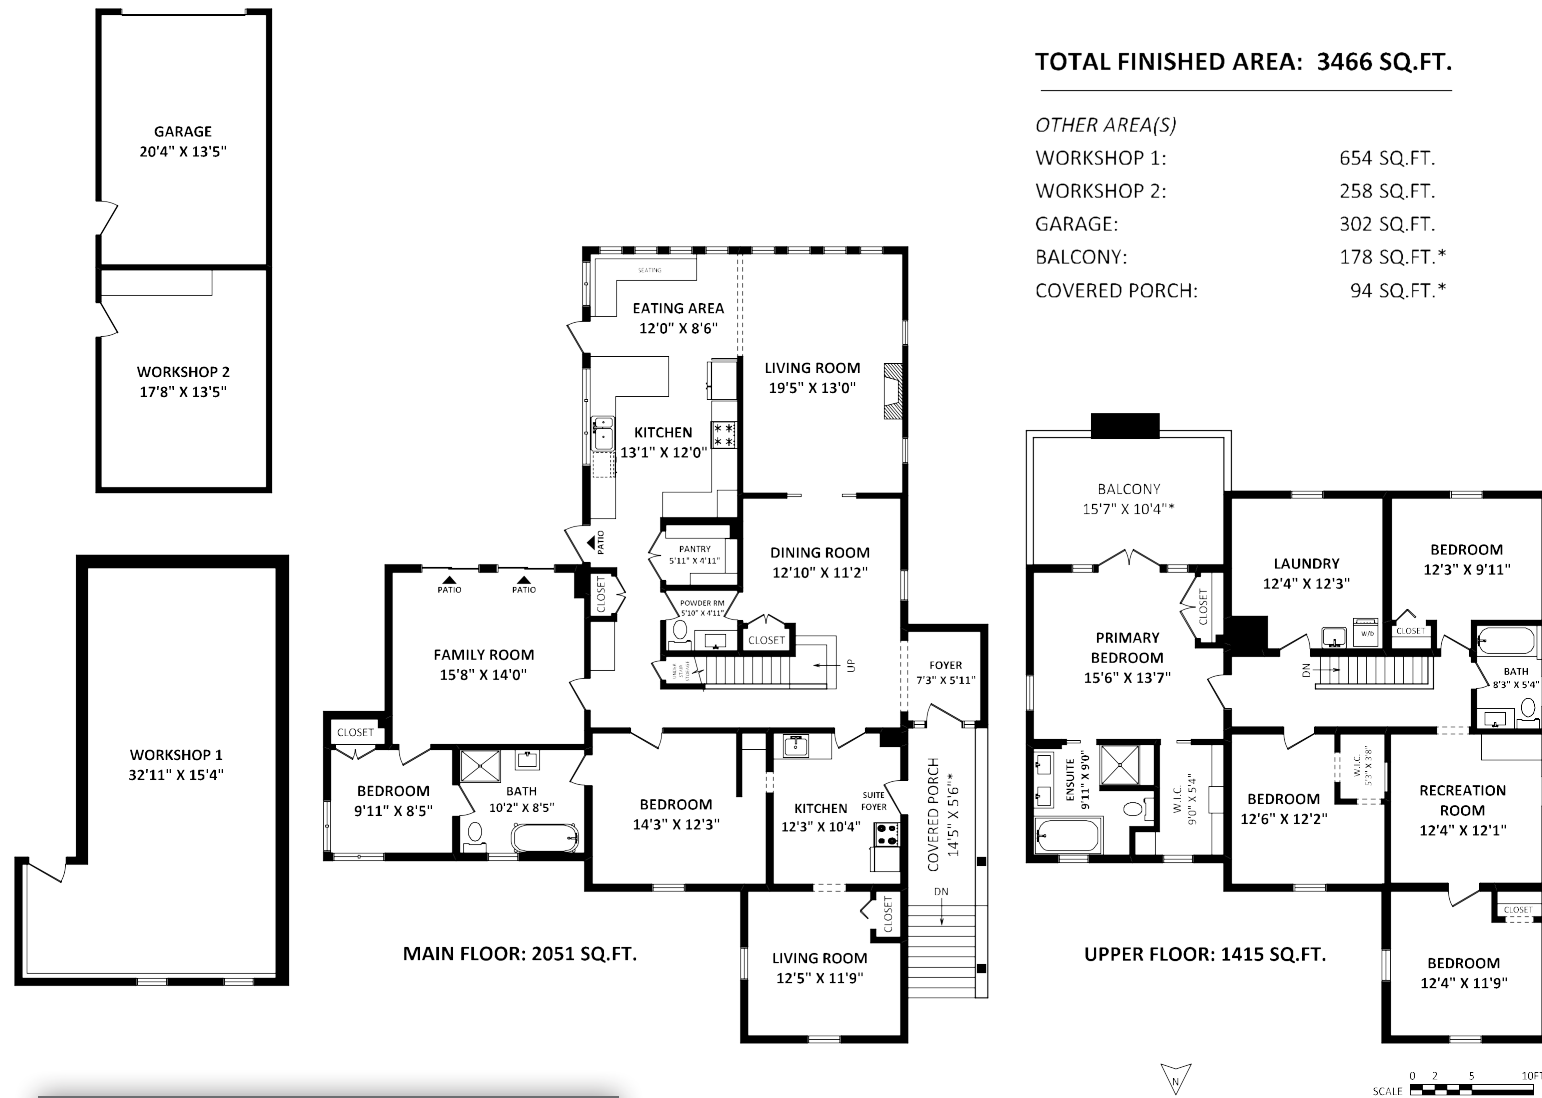 TOTAL FINISHED AREA: 3466 SQ.FT.
OTHER AREA(S)
WORKSHOP 1: 654 SQ.FT.
WORKSHOP 2: 258 SQ.FT.
GARAGE: 302 SQ.FT.
BALCONY: 178 SQ.FT.*
COVERED PORCH: 94 SQ.FT.*
GARAGE
20'4" X 13'5"
WORKSHOP 2
17'8" X 13'5"
WORKSHOP 1
32'11" X 15'4"
SEATING
EATING AREA
12'0" X 8'6"
LIVING ROOM
19'5" X 13'0"
KITCHEN
13'1" X 12'0"
PATIO
PANTRY
5'11" X 4'11"
DINING ROOM
12'10" X 11'2"
PATIO
PATIO
CLOSET
POWDER RM
5'10" X 4'11"
CLOSET
FAMILY ROOM
15'8" X 14'0"
UNDER
STAIR
STORAGE
UP
FOYER
7'3" X 5'11"
CLOSET
BEDROOM
9'11" X 8'5"
BATH
10'2" X 8'5"
BEDROOM
14'3" X 12'3"
KITCHEN
12'3" X 10'4"
SUITE
FOYER
COVERED PORCH
14'5" X 5'6"*
DN
CLOSET
LIVING ROOM
12'5" X 11'9"
MAIN FLOOR: 2051 SQ.FT.
BALCONY
15'7" X 10'4"*
LAUNDRY
12'4" X 12'3"
BEDROOM
12'3" X 9'11"
CLOSET
W/D
CLOSET
PRIMARY
BEDROOM
15'6" X 13'7"
DN
BATH
8'3" X 5'4"
ENSUITE
9'11" X 9'0"
W.I.C.
9'0" X 5'4"
W.I.C.
5'3" X 3'8"
BEDROOM
12'6" X 12'2"
RECREATION
ROOM
12'4" X 12'1"
CLOSET
BEDROOM
12'4" X 11'9"
UPPER FLOOR: 1415 SQ.FT.
N
0 2 5 10FT
SCALE